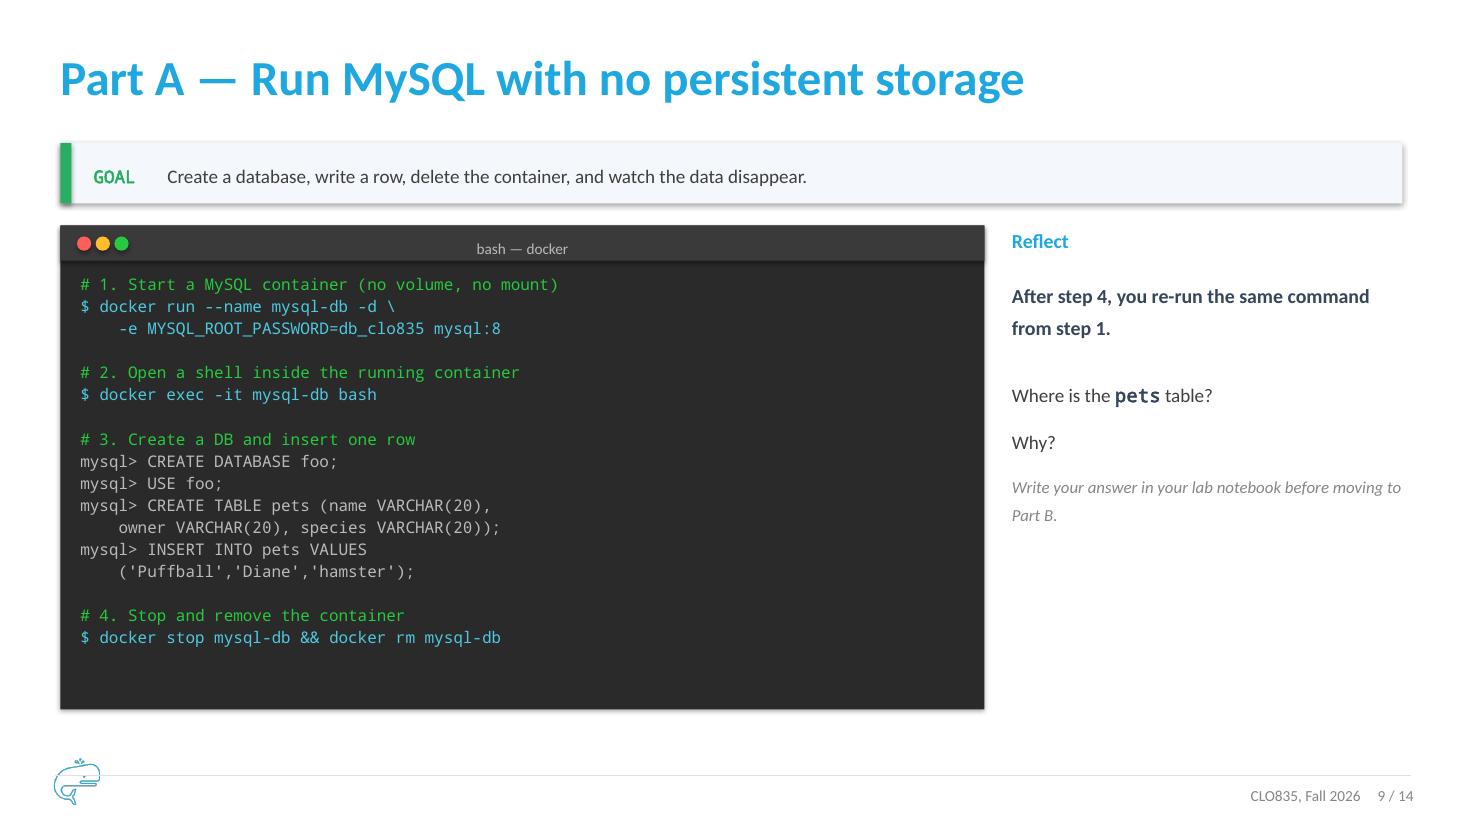 Part A — Run MySQL with no persistent storage
GOAL Create a database, write a row, delete the container, and watch the data disappear.
bash — docker
# 1. Start a MySQL container (no volume, no mount)
$ docker run --name mysql-db -d \
    -e MYSQL_ROOT_PASSWORD=db_clo835 mysql:8
# 2. Open a shell inside the running container
$ docker exec -it mysql-db bash
# 3. Create a DB and insert one row
mysql> CREATE DATABASE foo;
mysql> USE foo;
mysql> CREATE TABLE pets (name VARCHAR(20),
    owner VARCHAR(20), species VARCHAR(20));
mysql> INSERT INTO pets VALUES
    ('Puffball','Diane','hamster');
# 4. Stop and remove the container
$ docker stop mysql-db && docker rm mysql-db
Reflect
After step 4, you re-run the same command
from step 1.
Where is the pets table?
Why?
Write your answer in your lab notebook before moving to
Part B.
CLO835, Fall 2026 9 / 14